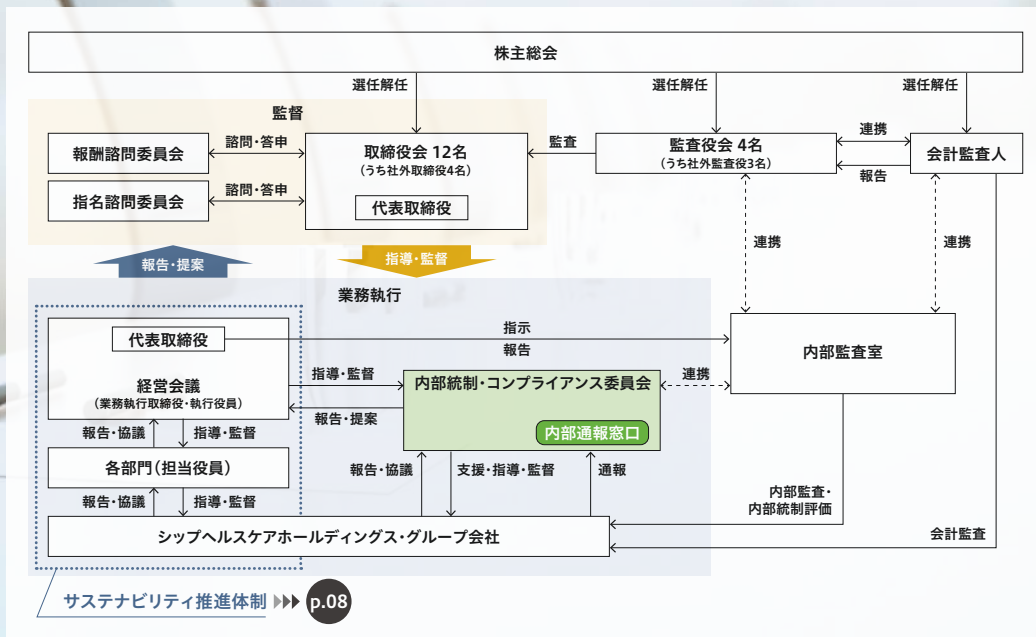 株主総会
選任解任
選任解任
選任解任
監督
報酬諮問委員会
諮問・答申
取締役会 12名
(うち社外取締役4名)
代表取締役
指名諮問委員会
諮問・答申
監査
監査役会 4名
(うち社外監査役3名)
連携
報告
会計監査人
連携
連携
報告・提案
指導・監督
業務執行
代表取締役
経営会議
(業務執行取締役・執行役員)
指示
報告
内部監査室
指導・監督
報告・提案
内部統制・コンプライアンス委員会
内部通報窓口
連携
報告・協議
指導・監督
各部門(担当役員)
報告・協議
指導・監督
報告・協議
支援・指導・監督
通報
内部監査・
内部統制評価
会計監査
シップヘルスケアホールディングス・グループ会社
サステナビリティ推進体制
p.08